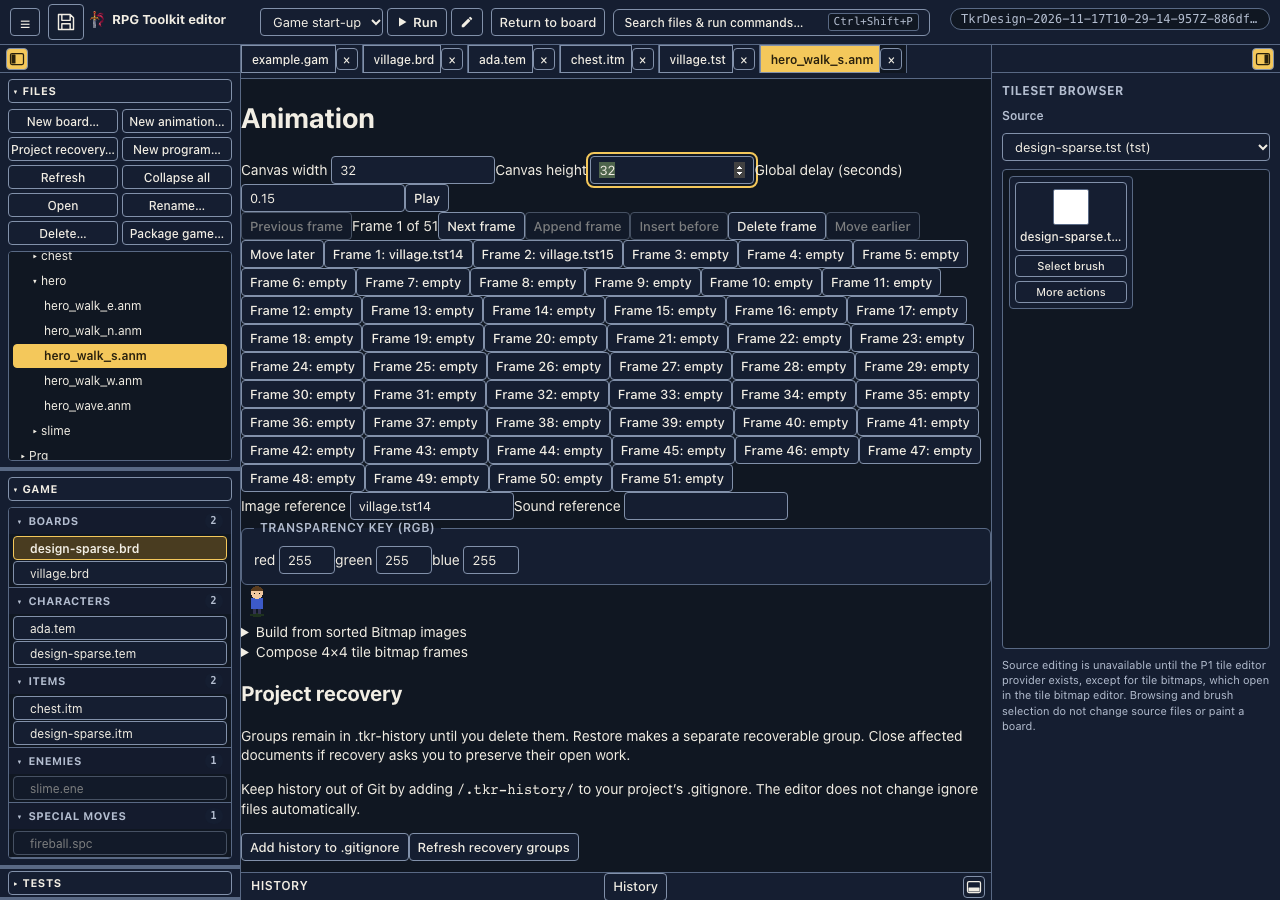 RPG Toolkit editor
Game start-up
Run
Return to board
Search files & run commands...
Ctrl+Shift+P
TkrDesign-2026-11-17T10-29-14-957Z-886df…
example.gam ×
village.brd ×
ada.tem ×
chest.itm ×
village.tst ×
hero_walk_s.anm ×
FILES
New board...
New animation...
Project recovery...
New program...
Refresh
Collapse all
Open
Rename...
Delete...
Package game...
chest
hero
hero_walk_e.anm
hero_walk_n.anm
hero_walk_s.anm
hero_walk_w.anm
hero_wave.anm
slime
Prg
GAME
BOARDS 2
design-sparse.brd
village.brd
CHARACTERS 2
ada.tem
design-sparse.tem
ITEMS 2
chest.itm
design-sparse.itm
ENEMIES 1
slime.ene
SPECIAL MOVES 1
fireball.spc
TESTS
Animation
Canvas width 32 Canvas height 32 Global delay (seconds)
0.15 Play
Previous frame Frame 1 of 51 Next frame Append frame Insert before Delete frame Move earlier
Move later Frame 1: village.tst14 Frame 2: village.tst15 Frame 3: empty Frame 4: empty Frame 5: empty
Frame 6: empty Frame 7: empty Frame 8: empty Frame 9: empty Frame 10: empty Frame 11: empty
Frame 12: empty Frame 13: empty Frame 14: empty Frame 15: empty Frame 16: empty Frame 17: empty
Frame 18: empty Frame 19: empty Frame 20: empty Frame 21: empty Frame 22: empty Frame 23: empty
Frame 24: empty Frame 25: empty Frame 26: empty Frame 27: empty Frame 28: empty Frame 29: empty
Frame 30: empty Frame 31: empty Frame 32: empty Frame 33: empty Frame 34: empty Frame 35: empty
Frame 36: empty Frame 37: empty Frame 38: empty Frame 39: empty Frame 40: empty Frame 41: empty
Frame 42: empty Frame 43: empty Frame 44: empty Frame 45: empty Frame 46: empty Frame 47: empty
Frame 48: empty Frame 49: empty Frame 50: empty Frame 51: empty
Image reference village.tst14 Sound reference
TRANSPARENCY KEY (RGB)
red 255 green 255 blue 255
Build from sorted Bitmap images
Compose 4×4 tile bitmap frames
Project recovery
Groups remain in .tkr-history until you delete them. Restore makes a separate recoverable group. Close affected
documents if recovery asks you to preserve their open work.
Keep history out of Git by adding /.tkr-history/ to your project's .gitignore. The editor does not change ignore
files automatically.
Add history to .gitignore Refresh recovery groups
HISTORY
History
TILESET BROWSER
Source
design-sparse.tst (tst)
design-sparse.t…
Select brush
More actions
Source editing is unavailable until the P1 tile editor
provider exists, except for tile bitmaps, which open
in the tile bitmap editor. Browsing and brush
selection do not change source files or paint a
board.